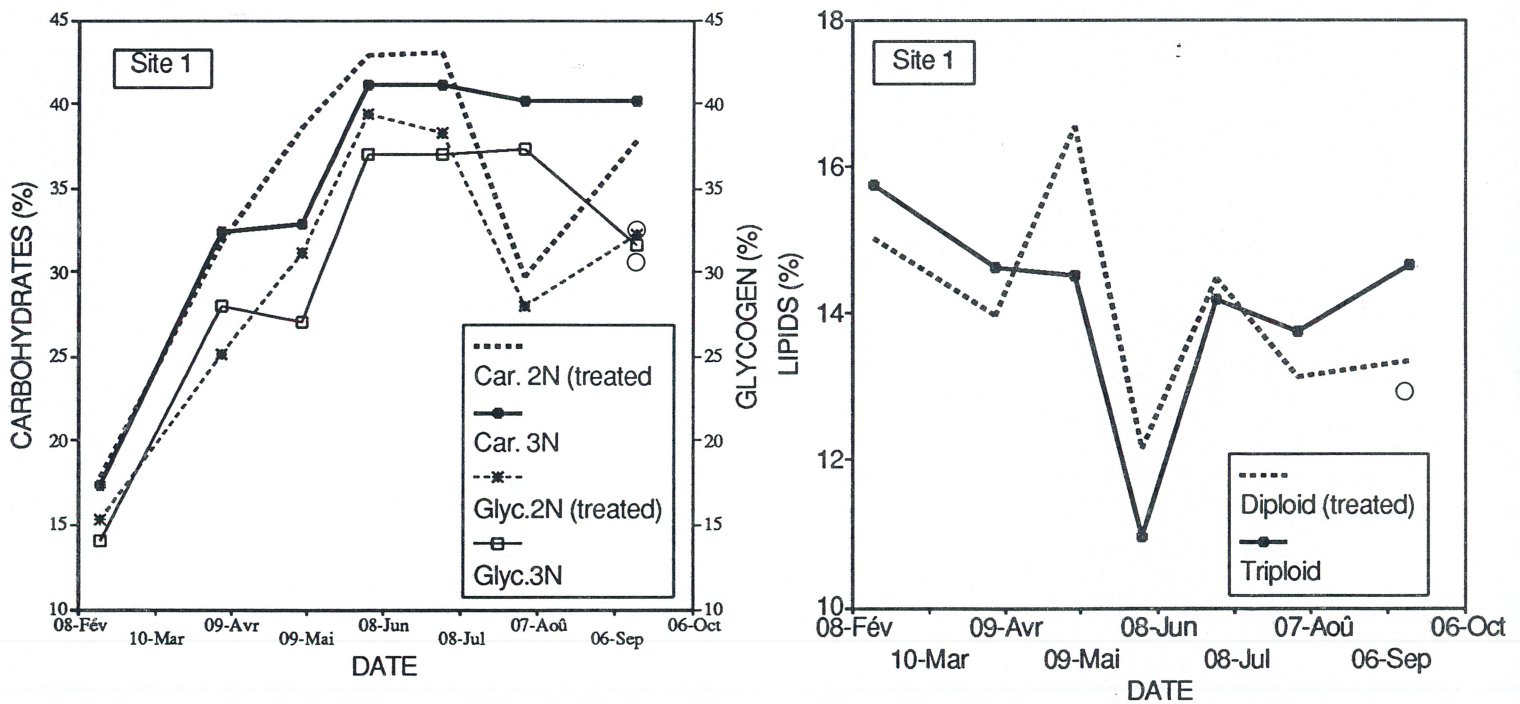 Site 1
45
40
35
30
25
20
15
10
CARBOHYDRATES (%)
45
40
35
30
25
20
15
10
GLYCOGEN (%)
Car. 2N (treated
Car. 3N
Glyc.2N (treated)
Glyc.3N
08-Fév
10-Mar
09-Avr
09-Mai
08-Jun
08-Jul
07-Aoû
06-Sep
06-Oct
DATE
Site 1
18
16
14
12
10
LIPIDS (%)
Diploid (treated)
Triploid
08-Fév
10-Mar
09-Avr
09-Mai
08-Jun
08-Jul
07-Aoû
06-Sep
06-Oct
DATE